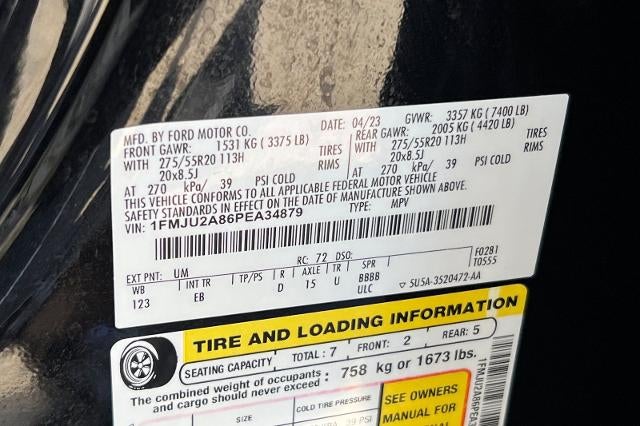 MFD. BY FORD MOTOR CO. DATE: 04/23 GVWR: 3357 KG ( 7400 LB)
FRONT GAWR: 1531 KG ( 3375 LB) REAR GAWR: 2005 KG ( 4420 LB)
WITH 275/55R20 113H TIRES WITH 275/55R20 113H TIRES
20x8.5J RIMS 20x8.5J RIMS
AT 270 kPa/ 39 PSI COLD AT 270 kPa/ 39 PSI COLD
THIS VEHICLE CONFORMS TO ALL APPLICABLE FEDERAL MOTOR VEHICLE
SAFETY STANDARDS IN EFFECT ON THE DATE OF MANUFACTURE SHOWN ABOVE.
VIN: 1FMJU2A86PEA34879 TYPE: MPV
F0281
T0555
EXT PNT: UM RC: 72 DSO:
WB INT TR TP/PS R AXLE TR SPR
123 EB D 15 U BBBB
ULC SU5A-3520472-AA
TIRE AND LOADING INFORMATION
SEATING CAPACITY TOTAL: 7 FRONT: 2 REAR: 5
The combined weight of occupants and cargo should never exceed: 758 kg or 1673 lbs.
SIZE COLD TIRE PRESSURE
39 PSI
SEE OWNERS
MANUAL FOR